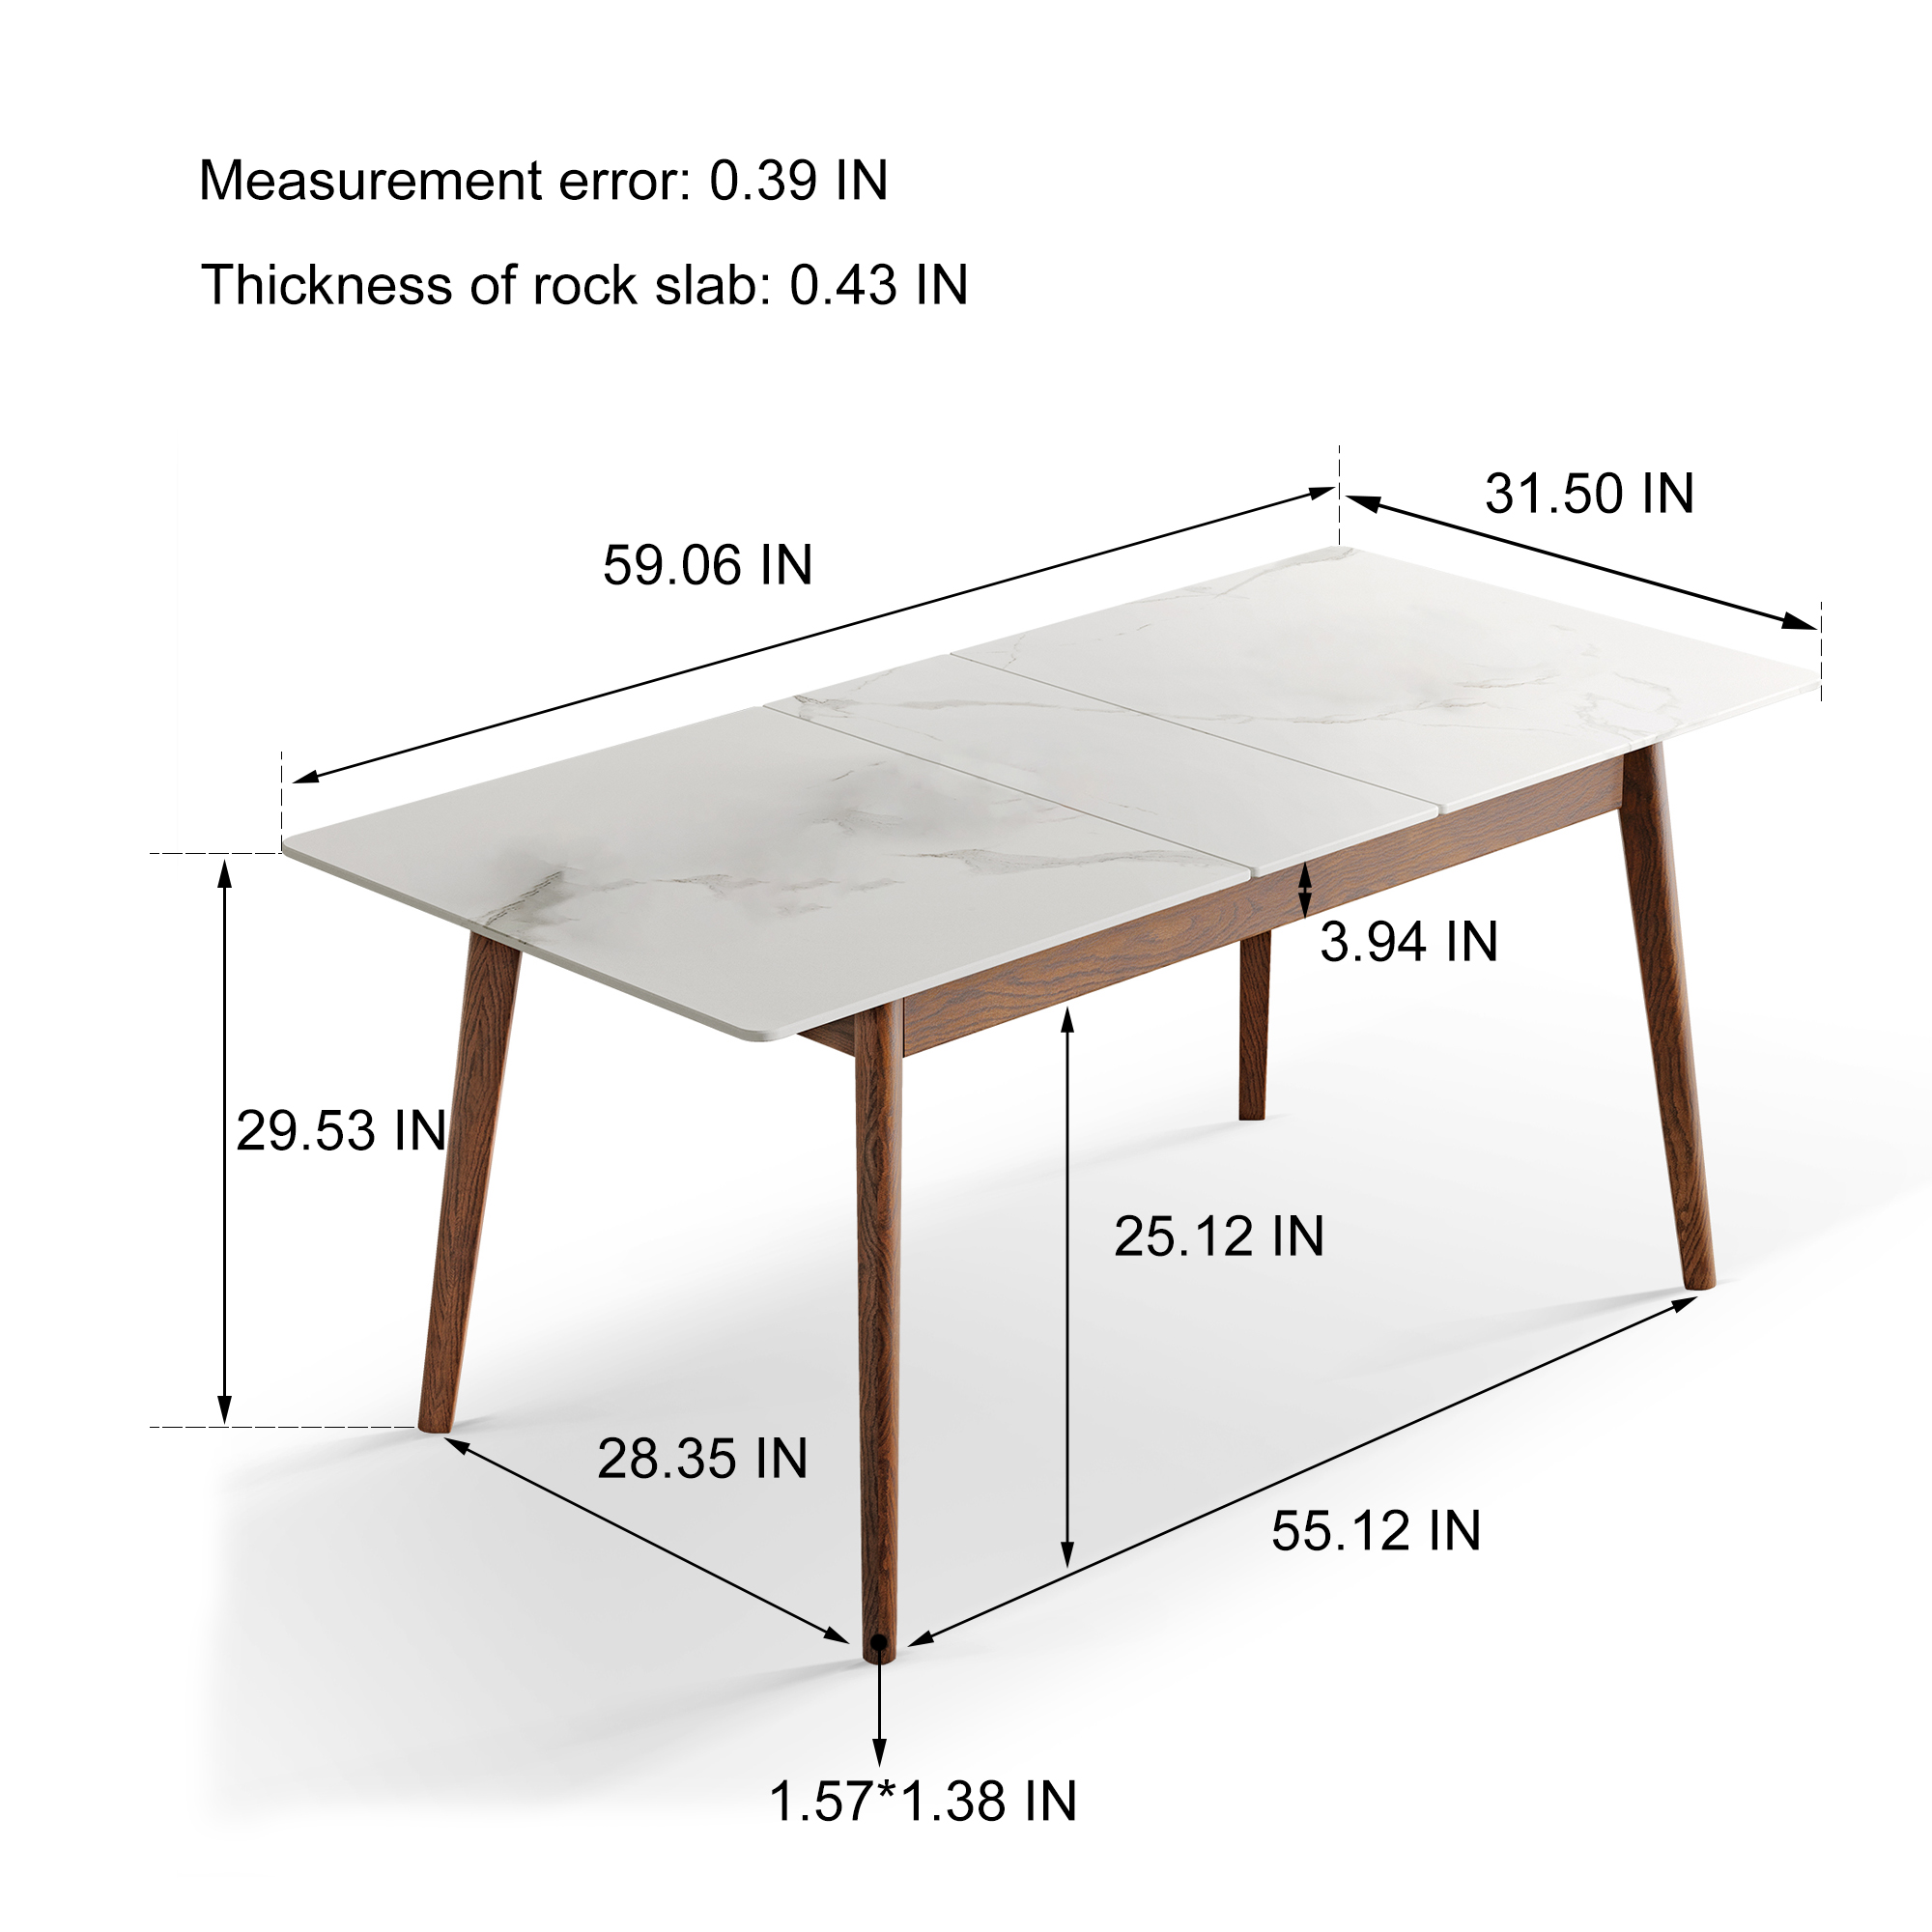 Measurement error: 0.39 IN
Thickness of rock slab: 0.43 IN
31.50 IN
59.06 IN
3.94 IN
29.53 IN
25.12 IN
28.35 IN
55.12 IN
1.57*1.38 IN